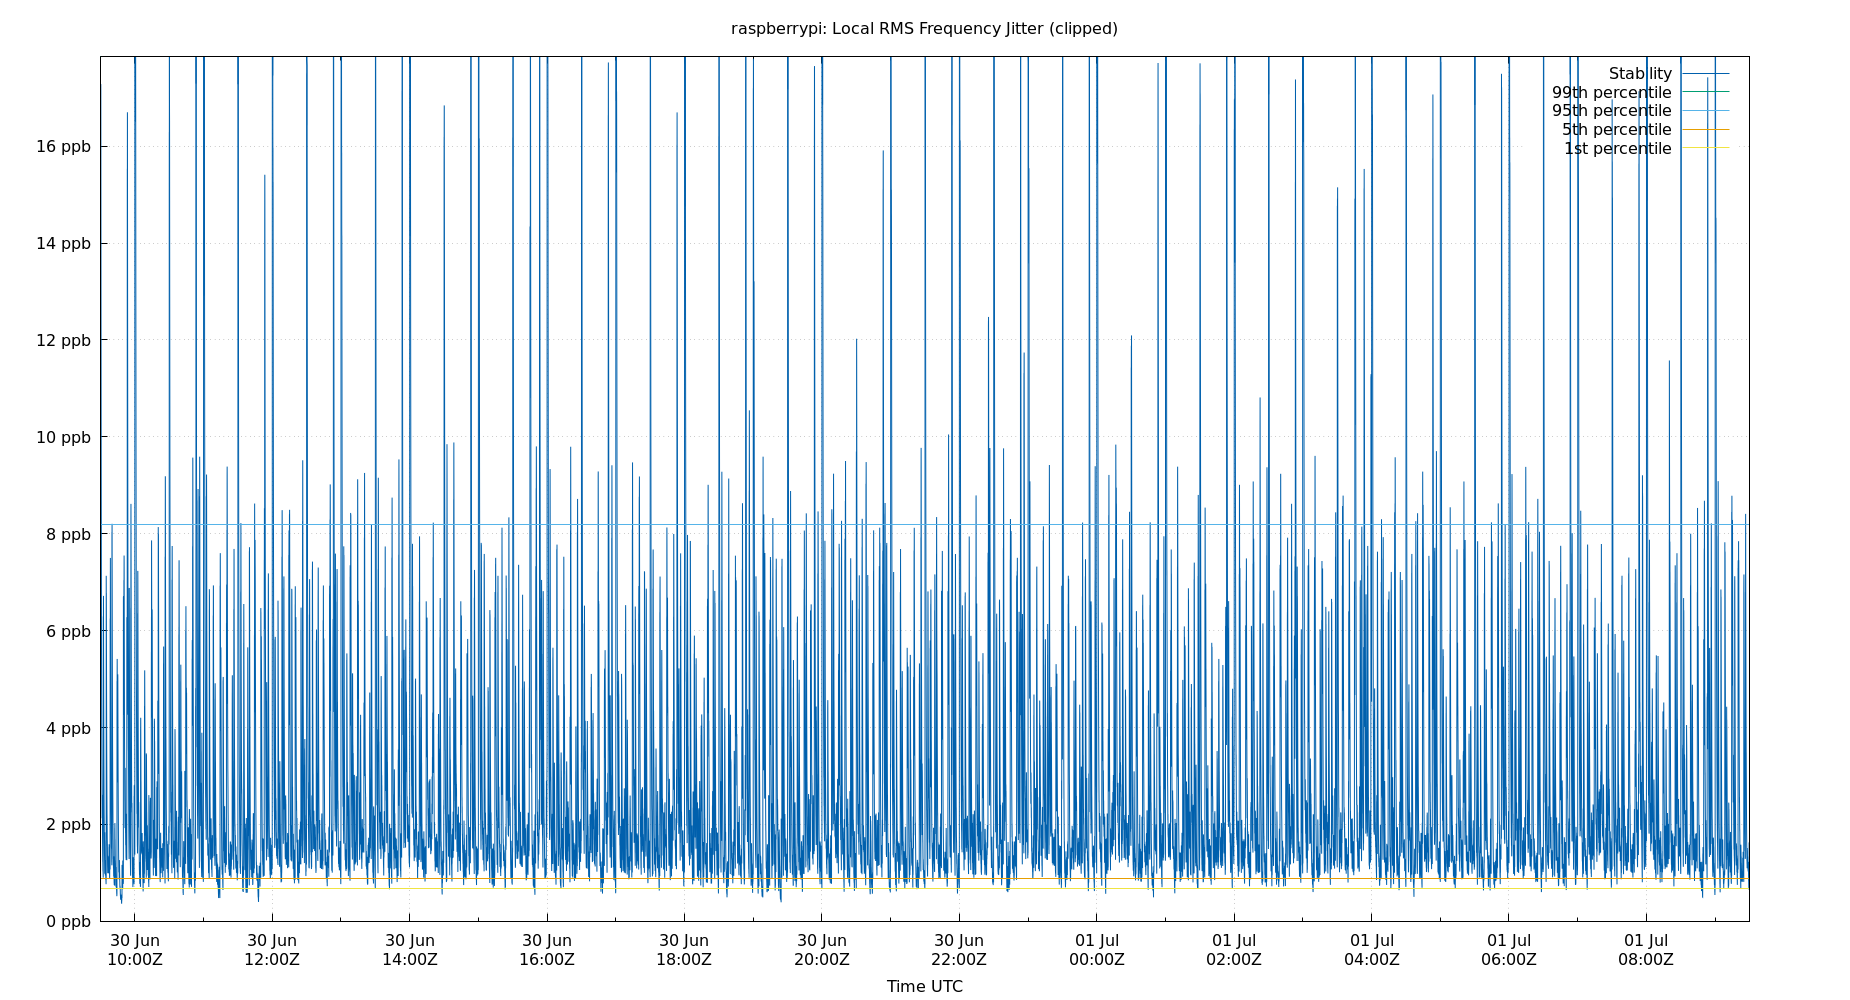 raspberrypi: Local RMS Frequency Jitter (clipped)
Stability
99th percentile
95th percentile
5th percentile
1st percentile
16 ppb
14 ppb
12 ppb
10 ppb
8 ppb
6 ppb
4 ppb
2 ppb
0 ppb
30 Jun 30 Jun 30 Jun 30 Jun 30 Jun 30 Jun 30 Jun 01 Jul 01 Jul 01 Jul 01 Jul 01 Jul
10:00Z 12:00Z 14:00Z 16:00Z 18:00Z 20:00Z 22:00Z 00:00Z 02:00Z 04:00Z 06:00Z 08:00Z
Time UTC